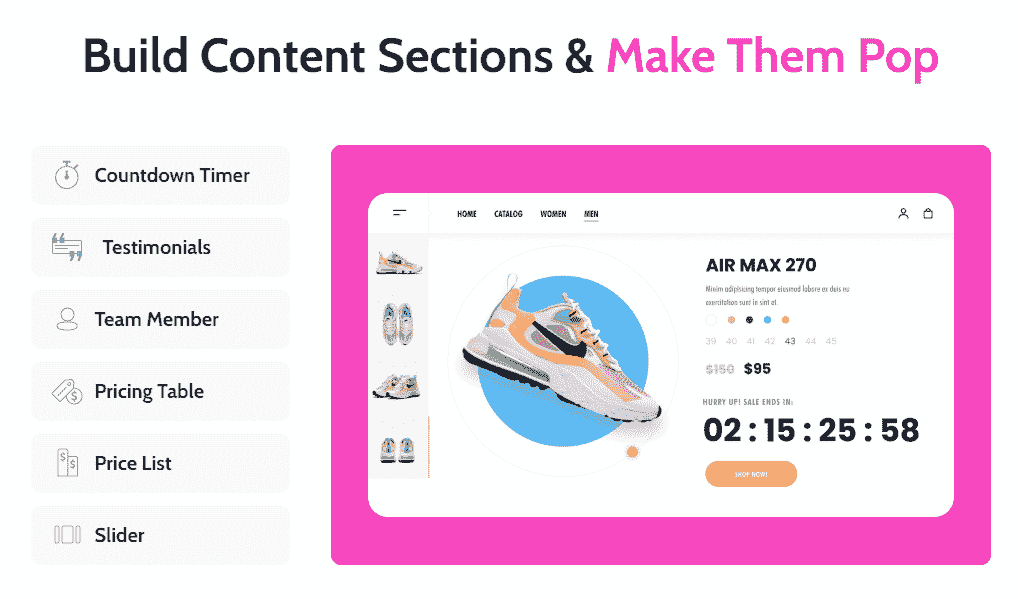 Build Content Sections & Make Them Pop
Countdown Timer
Testimonials
Team Member
Pricing Table
Price List
Slider
HOME CATALOG WOMEN MEN
AIR MAX 270
Minim adipisicing tempor eiusmod labore ex duis eu
exercitation sunt in sint et.
39 40 41 42 43 44 45
$150 $95
HURRY UP! SALE ENDS IN:
02 : 15 : 25 : 58
SHOP NOW!